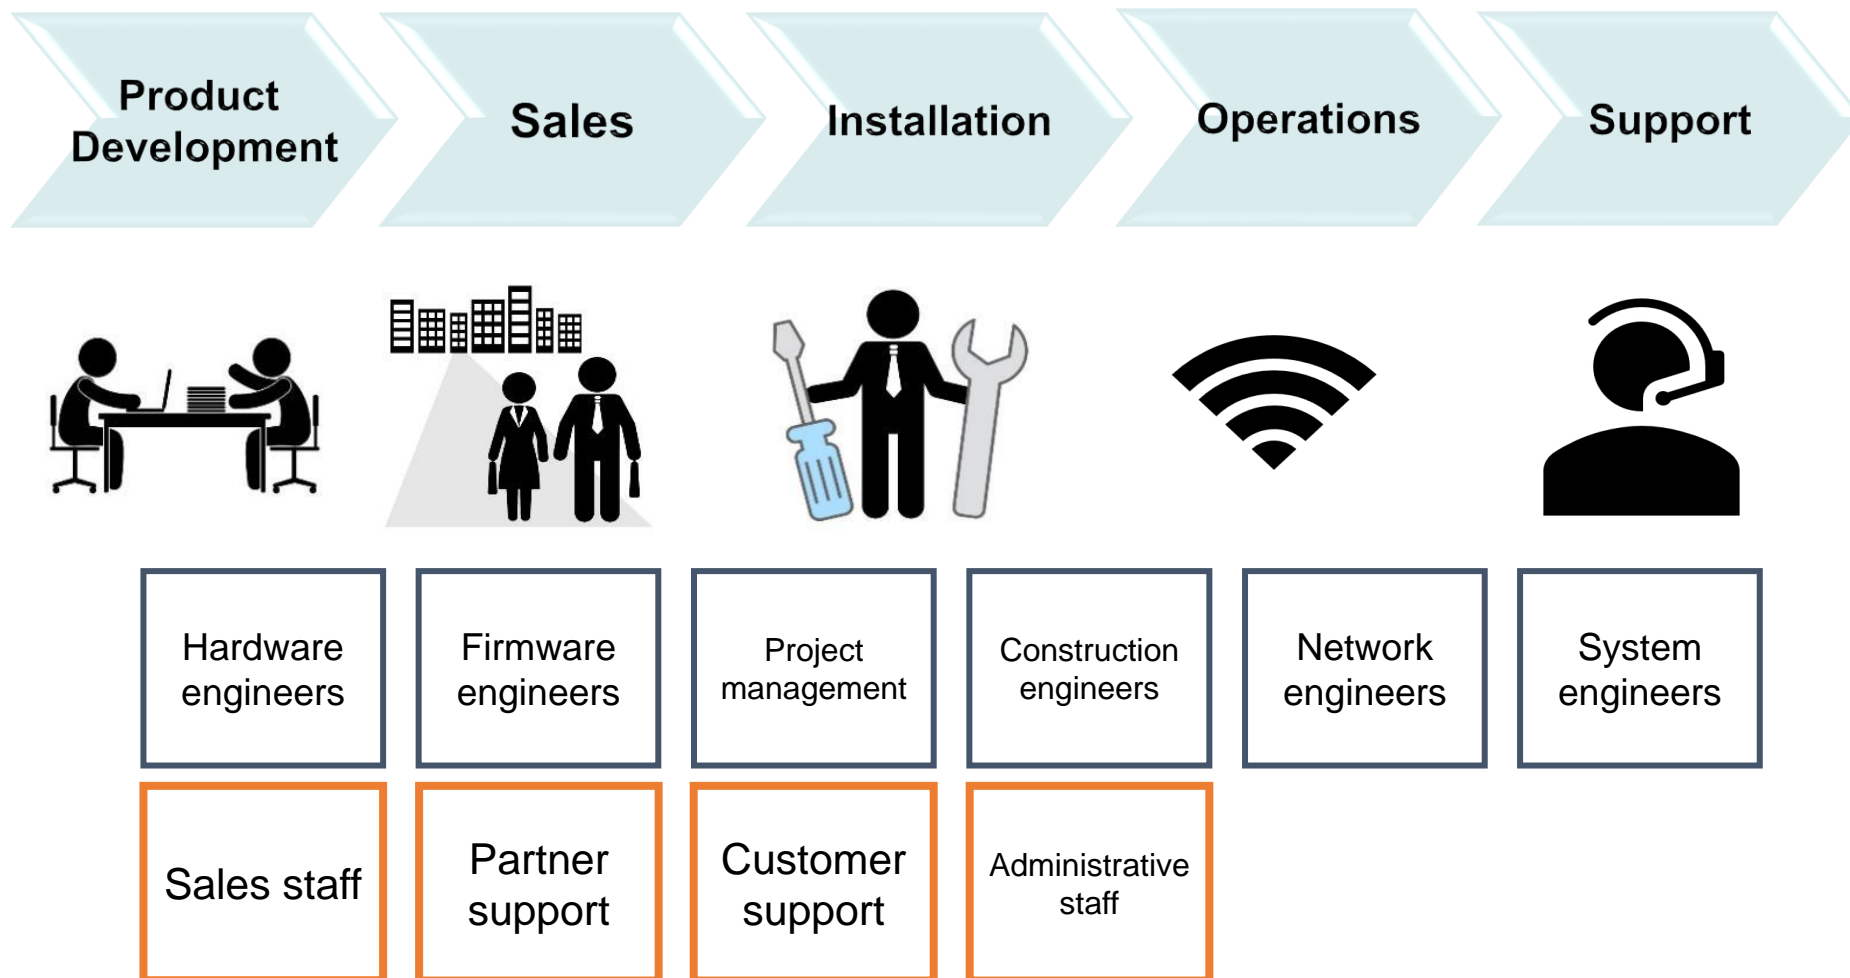 Product
Development
Sales
Installation
Operations
Support
Hardware
engineers
Firmware
engineers
Project
management
Construction
engineers
Network
engineers
System
engineers
Sales staff
Partner
support
Customer
support
Administrative
staff